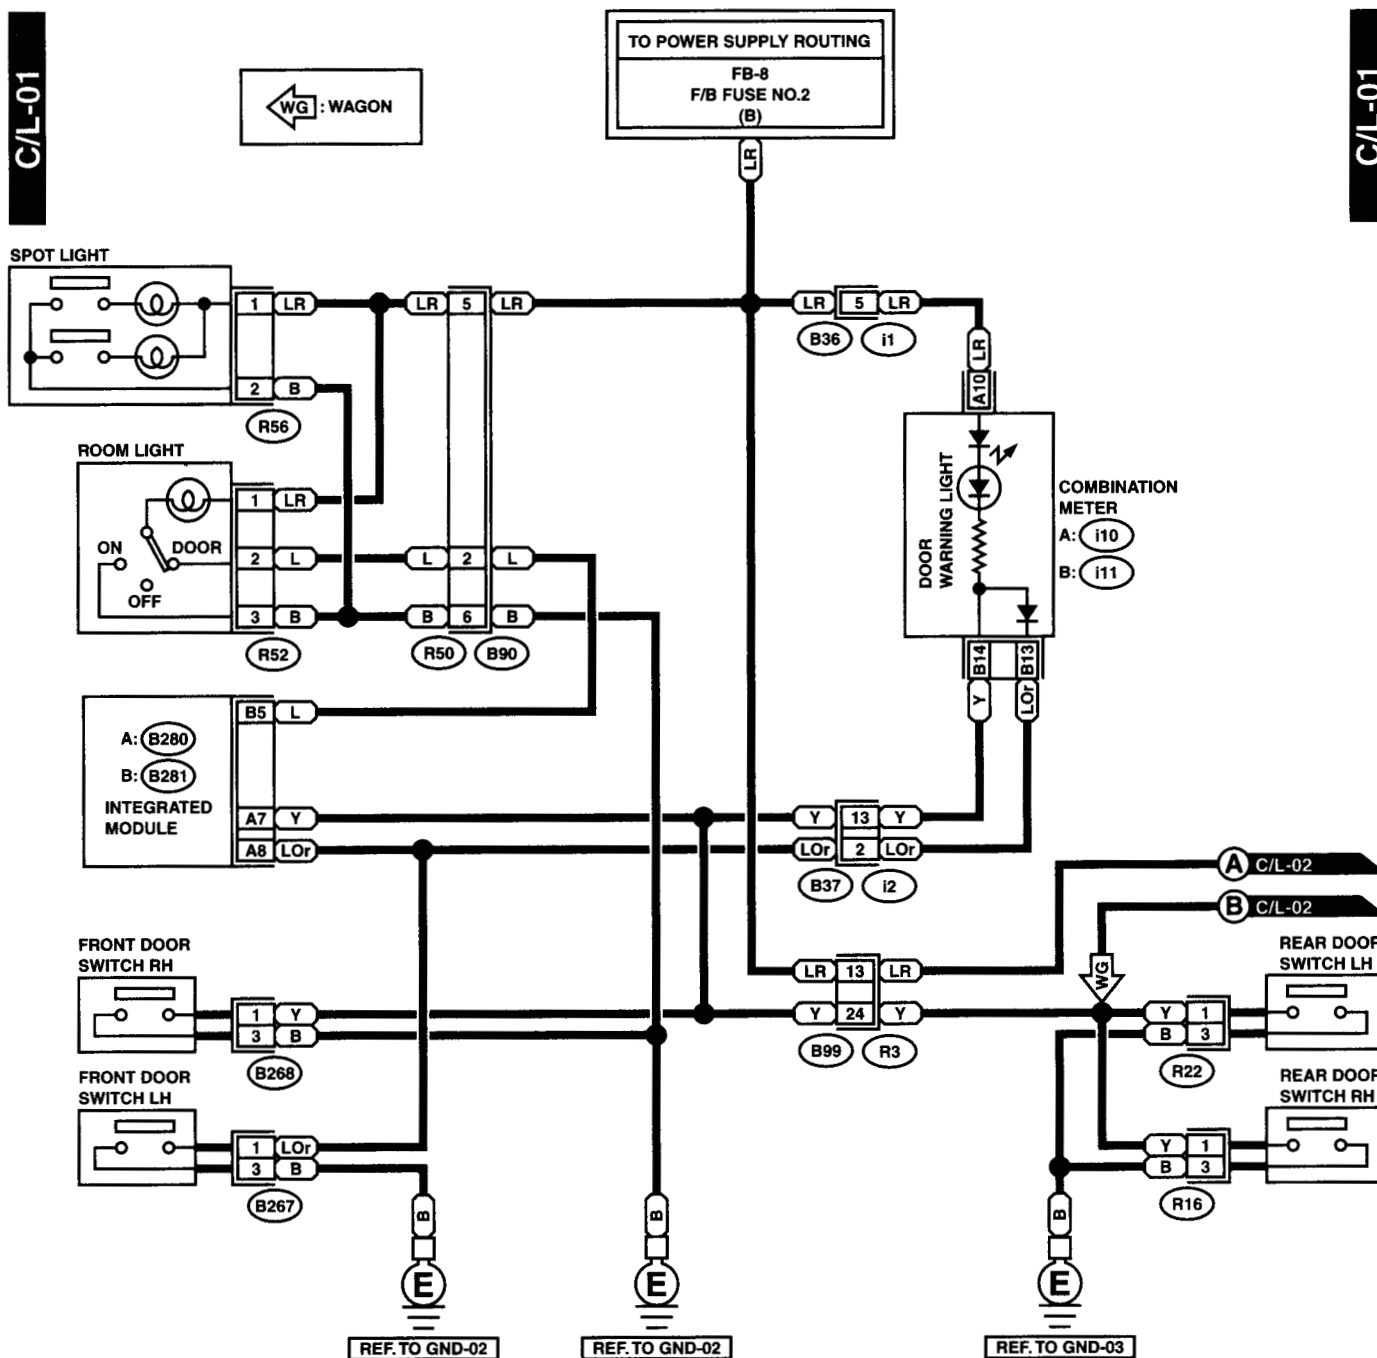 C/L-01
C/L-01
TO POWER SUPPLY ROUTING
FB-8
F/B FUSE NO.2
(B)
WG : WAGON
LR
SPOT LIGHT
1 LR
LR 5 LR
LR 5 LR
B36 i1
2 B
R56
LR
A10
ROOM LIGHT
1 LR
ON DOOR
OFF
2 L
L 2 L
3 B
B 6 B
R52
R50 B90
DOOR
WARNING LIGHT
COMBINATION
METER
A: i10
B: i11
B14 B13
Y LOr
B5 L
A: B280
B: B281
INTEGRATED
MODULE
A7 Y
A8 LOr
Y 13 Y
LOr 2 LOr
B37 i2
A C/L-02
B C/L-02
WG
FRONT DOOR
SWITCH RH
1 Y
3 B
B268
LR 13 LR
Y 24 Y
B99 R3
REAR DOOR
SWITCH LH
Y 1
B 3
R22
FRONT DOOR
SWITCH LH
1 LOr
3 B
B267
REAR DOOR
SWITCH RH
Y 1
B 3
R16
B
B
B
E
E
E
REF. TO GND-02
REF. TO GND-02
REF. TO GND-03